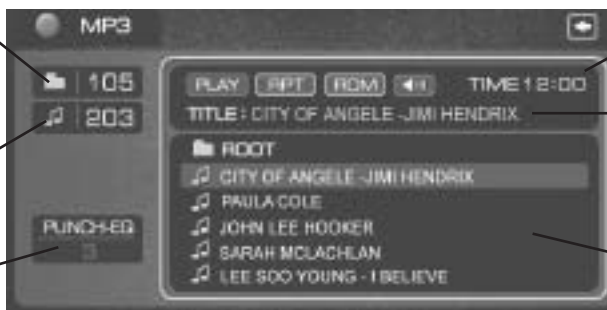 MP3
105
203
PLAY RPT RDM TIME 12:00
TITLE : CITY OF ANGELE -JIMI HENDRIX
ROOT
CITY OF ANGELE -JIMI HENDRIX
PAULA COLE
JOHN LEE HOOKER
SARAH MCLACHLAN
LEE SOO YOUNG - I BELIEVE
PUNCH-EQ
3